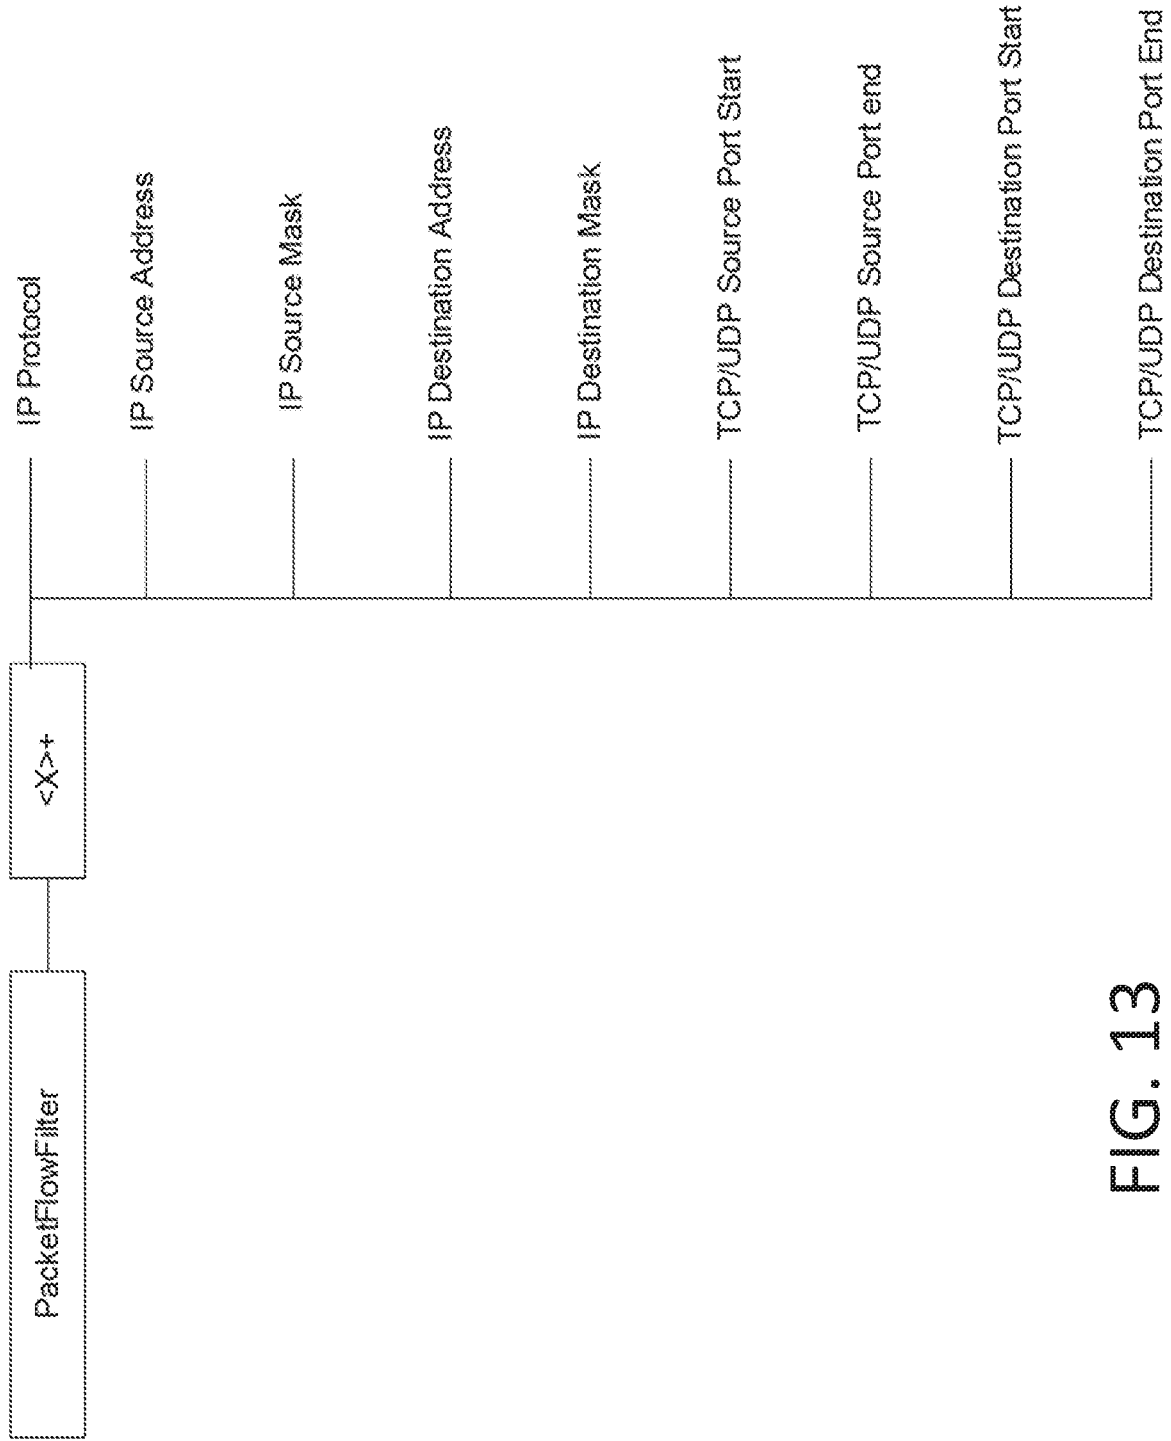 PacketFlowFilter
<X>+
IP Protocol
IP Source Address
IP Source Mask
IP Destination Address
IP Destination Mask
TCP/UDP Source Port Start
TCP/UDP Source Port end
TCP/UDP Destination Port Start
TCP/UDP Destination Port End
FIG. 13